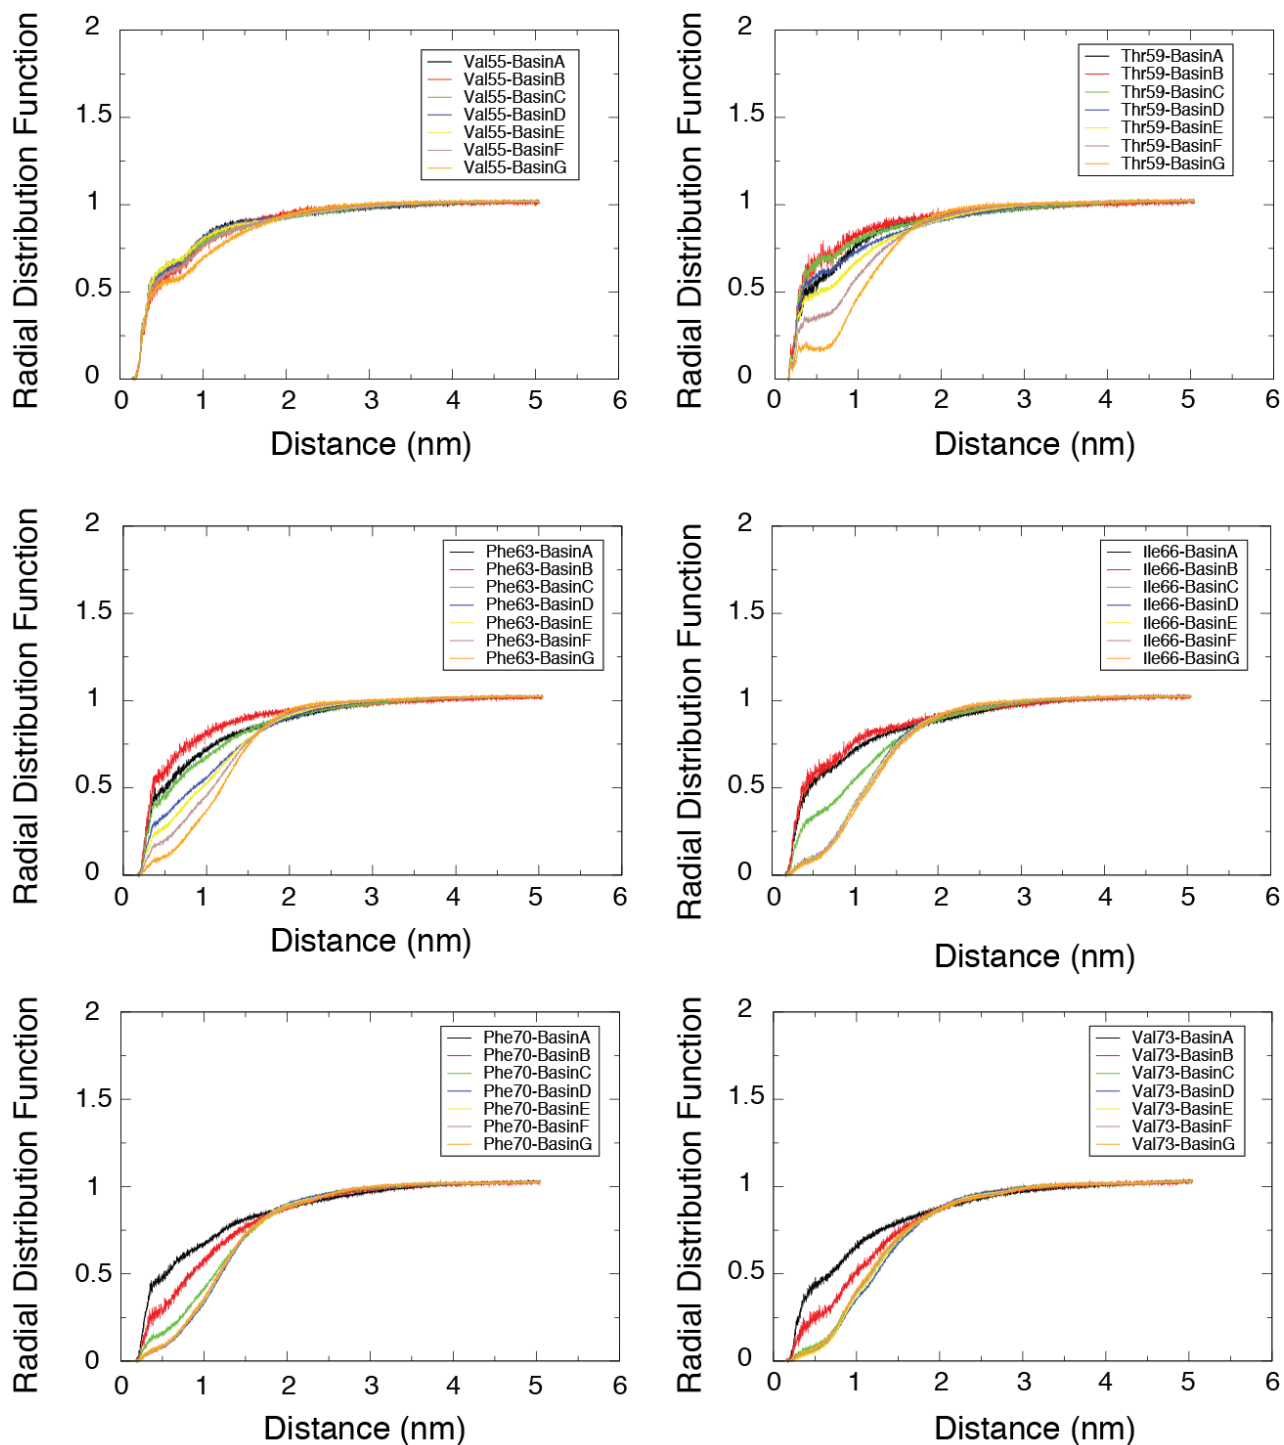 Radial Distribution Function
2
1.5
1
0.5
0
0 1 2 3 4 5 6
Distance (nm)
Val55-BasinA
Val55-BasinB
Val55-BasinC
Val55-BasinD
Val55-BasinE
Val55-BasinF
Val55-BasinG
Radial Distribution Function
2
1.5
1
0.5
0
0 1 2 3 4 5 6
Distance (nm)
Thr59-BasinA
Thr59-BasinB
Thr59-BasinC
Thr59-BasinD
Thr59-BasinE
Thr59-BasinF
Thr59-BasinG
Radial Distribution Function
2
1.5
1
0.5
0
0 1 2 3 4 5 6
Distance (nm)
Phe63-BasinA
Phe63-BasinB
Phe63-BasinC
Phe63-BasinD
Phe63-BasinE
Phe63-BasinF
Phe63-BasinG
Radial Distribution Function
2
1.5
1
0.5
0
0 1 2 3 4 5 6
Distance (nm)
Ile66-BasinA
Ile66-BasinB
Ile66-BasinC
Ile66-BasinD
Ile66-BasinE
Ile66-BasinF
Ile66-BasinG
Radial Distribution Function
2
1.5
1
0.5
0
0 1 2 3 4 5 6
Distance (nm)
Phe70-BasinA
Phe70-BasinB
Phe70-BasinC
Phe70-BasinD
Phe70-BasinE
Phe70-BasinF
Phe70-BasinG
Radial Distribution Function
2
1.5
1
0.5
0
0 1 2 3 4 5 6
Distance (nm)
Val73-BasinA
Val73-BasinB
Val73-BasinC
Val73-BasinD
Val73-BasinE
Val73-BasinF
Val73-BasinG